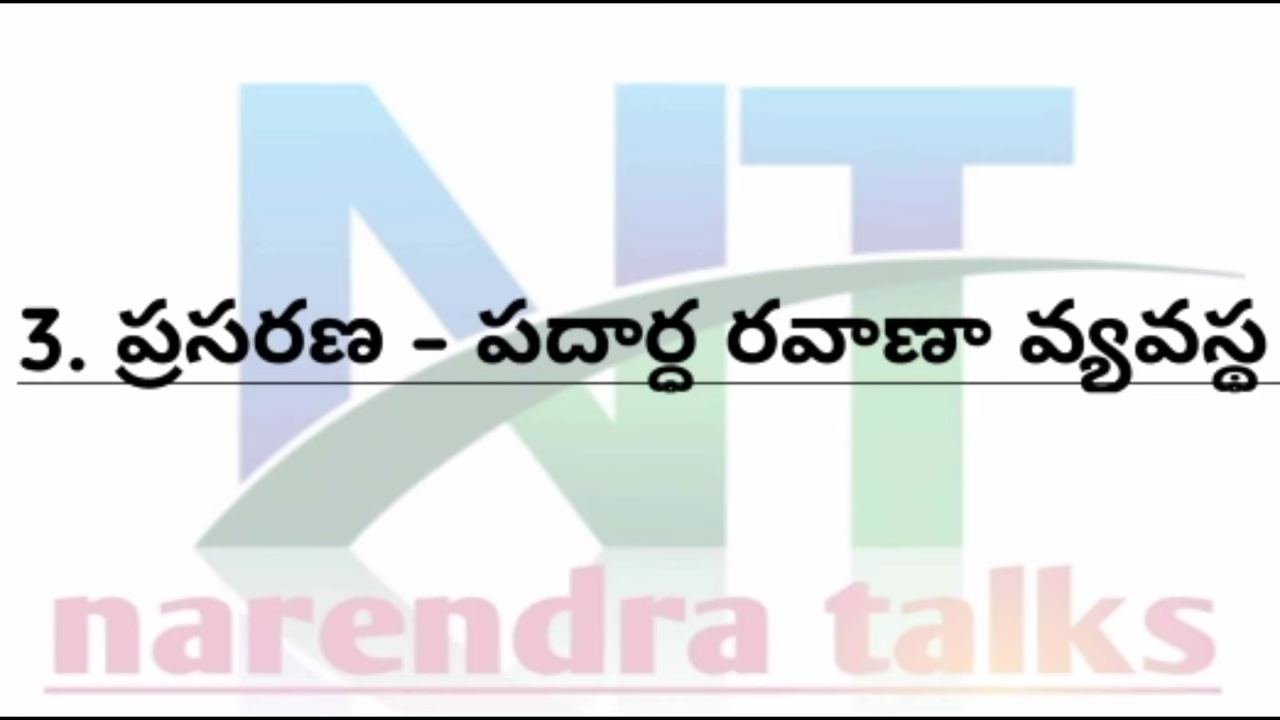 NT
3. ప్రసరణ - పదార్ధ రవాణా వ్యవస్థ
narendra talks